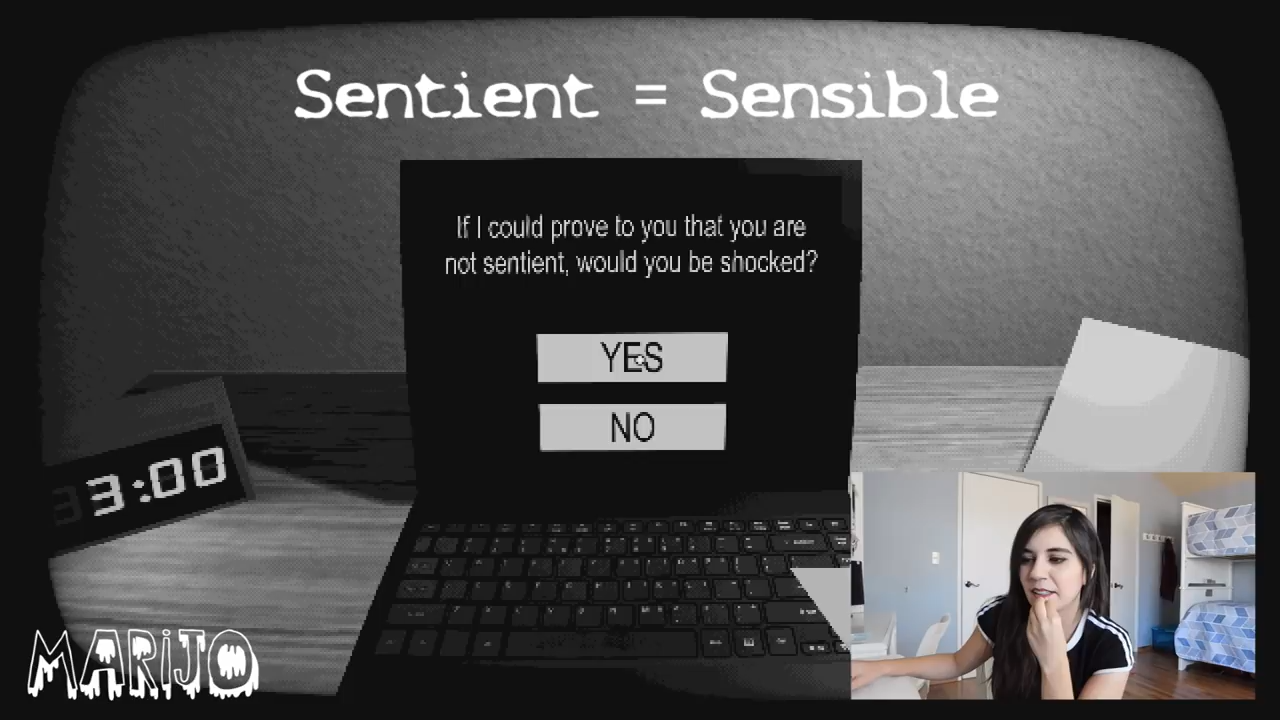 Sentient = Sensible
If I could prove to you that you are
not sentient, would you be shocked?
YES
NO
3:00
MARiJO